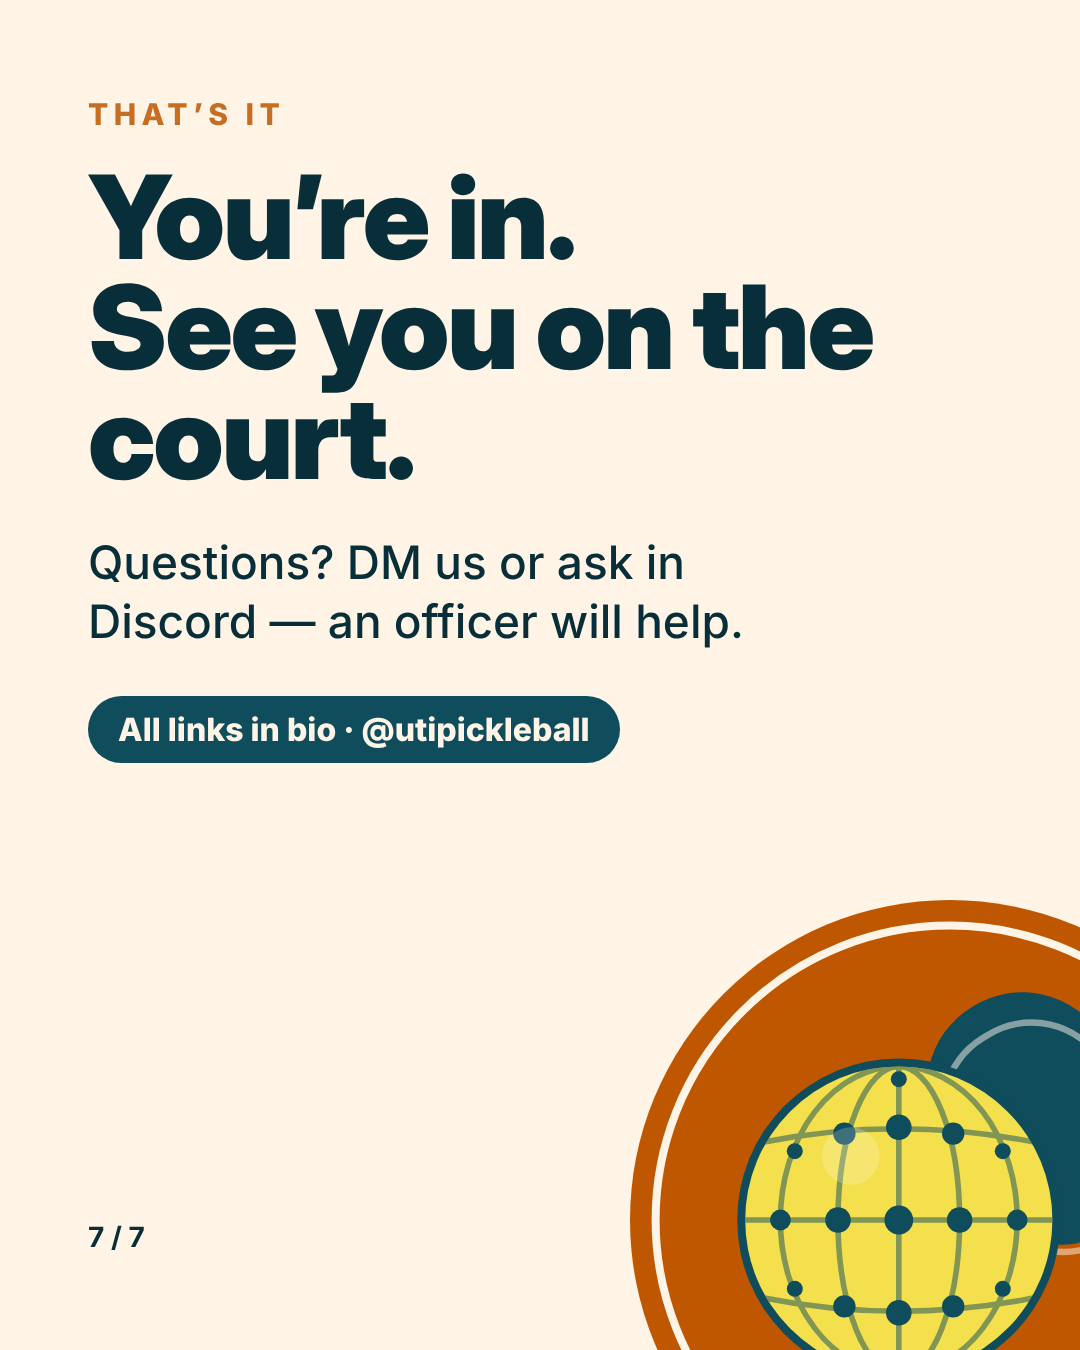 THAT’S IT
You’re in.
See you on the
court.
Questions? DM us or ask in
Discord — an officer will help.
All links in bio · @utipickleball
7 / 7